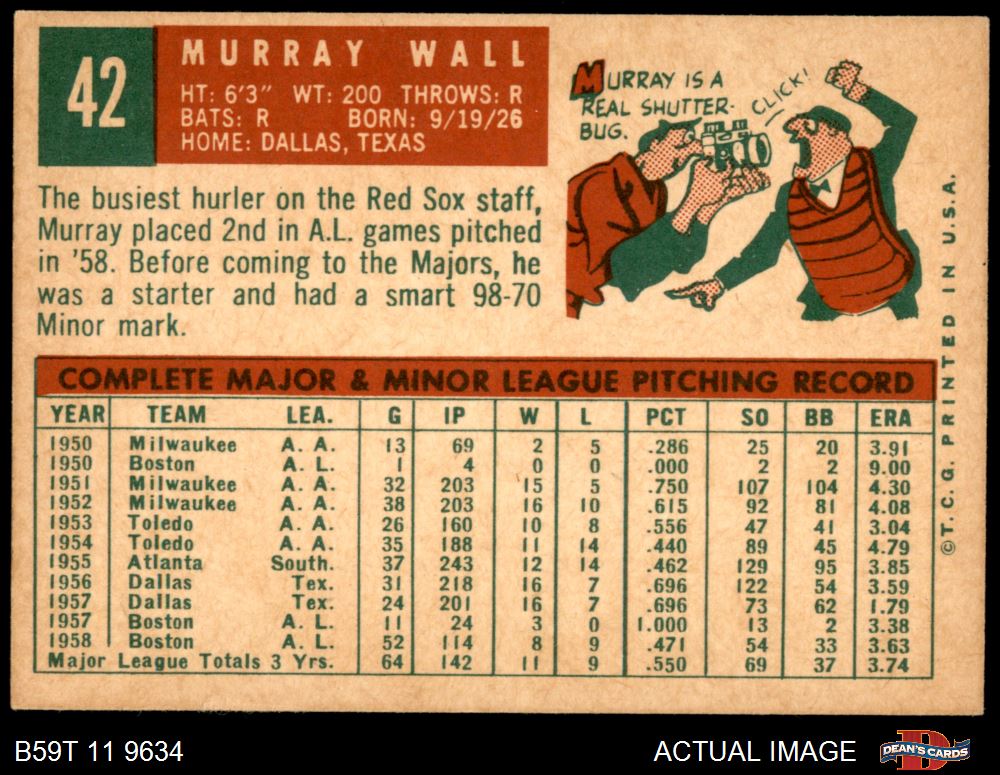 42
MURRAY WALL
HT: 6'3" WT: 200 THROWS: R
BATS: R BORN: 9/19/26
HOME: DALLAS, TEXAS
The busiest hurler on the Red Sox staff,
Murray placed 2nd in A.L. games pitched
in '58. Before coming to the Majors, he
was a starter and had a smart 98-70
Minor mark.
MURRAY IS A
REAL SHUTTER-
BUG.
CLICK!
COMPLETE MAJOR & MINOR LEAGUE PITCHING RECORD
YEAR TEAM LEA. G IP W L PCT SO BB ERA
1950 Milwaukee A. A. 13 69 2 5 .286 25 20 3.91
1950 Boston A. L. 1 4 0 0 .000 2 2 9.00
1951 Milwaukee A. A. 32 203 15 5 .750 107 104 4.30
1952 Milwaukee A. A. 38 203 16 10 .615 92 81 4.08
1953 Toledo A. A. 26 160 10 8 .556 47 41 3.04
1954 Toledo A. A. 35 188 11 14 .440 89 45 4.79
1955 Atlanta South. 37 243 12 14 .462 129 95 3.85
1956 Dallas Tex. 31 218 16 7 .696 122 54 3.59
1957 Dallas Tex. 24 201 16 7 .696 73 62 1.79
1957 Boston A. L. 11 24 3 0 1.000 13 2 3.38
1958 Boston A. L. 52 114 8 9 .471 54 33 3.63
Major League Totals 3 Yrs. 64 142 11 9 .550 69 37 3.74
©T. C. G. PRINTED IN U.S.A.
B59T 11 9634
ACTUAL IMAGE
DEAN'S CARDS